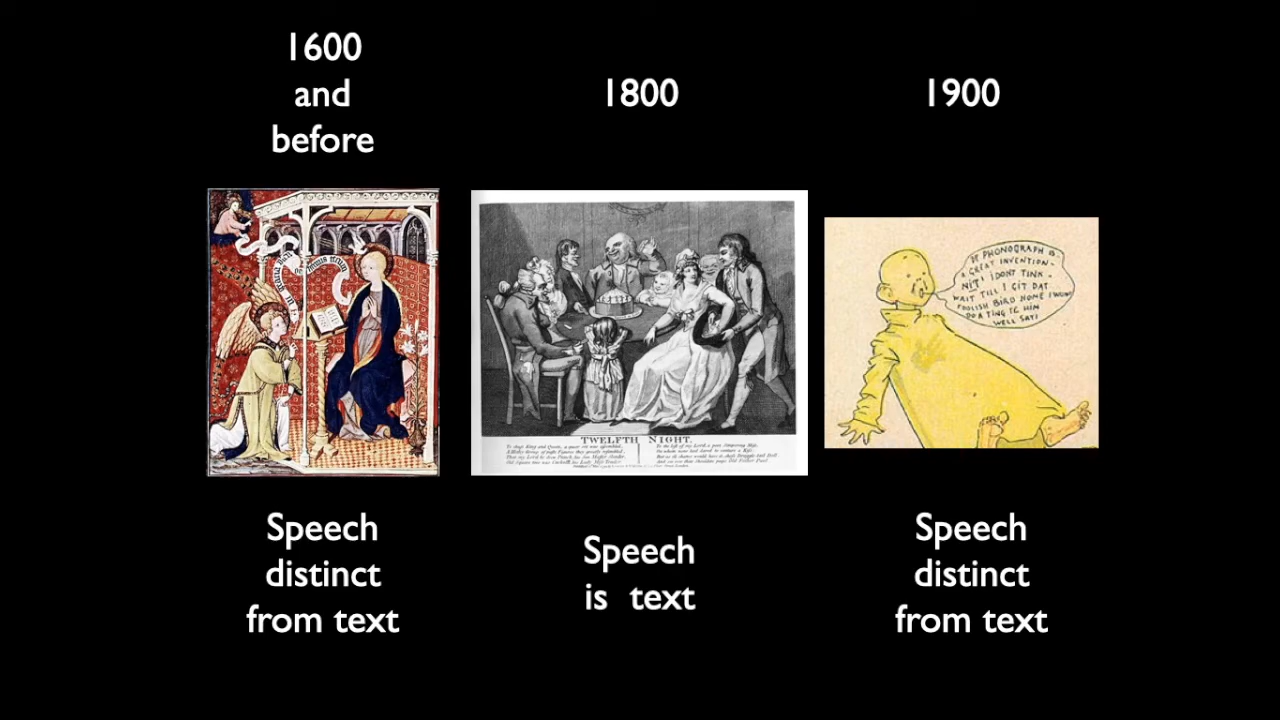 1600
and
before
1800
1900
DE PHONOGRAPH IS
A GREAT INVENTION -
NIT! I DONT TINK -
WAIT TILL I GIT DAT
FOOLISH BIRD HOME I WONT
DO A TING TE HIM
WELL SAY!
TWELFTH NIGHT.
Speech
distinct
from text
Speech
is text
Speech
distinct
from text